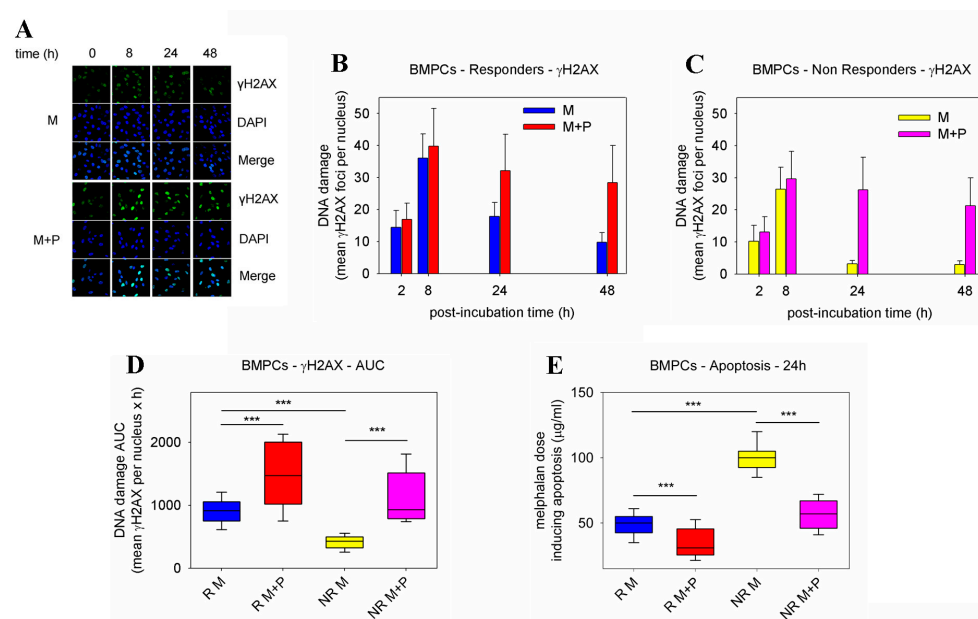 A
time (h) 0 8 24 48
M
γH2AX
DAPI
Merge
M+P
γH2AX
DAPI
Merge
B
BMPCs - Responders - γH2AX
DNA damage
(mean γH2AX foci per nucleus)
50
40
30
20
10
0
M
M+P
2 8 24 48
post-incubation time (h)
C
BMPCs - Non Responders - γH2AX
DNA damage
(mean γH2AX foci per nucleus)
50
40
30
20
10
0
M
M+P
2 8 24 48
post-incubation time (h)
D
BMPCs - γH2AX - AUC
DNA damage AUC
(mean γH2AX per nucleus x h)
2000
1000
0
***
***
***
R M
R M+P
NR M
NR M+P
E
BMPCs - Apoptosis - 24h
melphalan dose
inducing apoptosis (μg/ml)
150
100
50
***
***
***
R M
R M+P
NR M
NR M+P